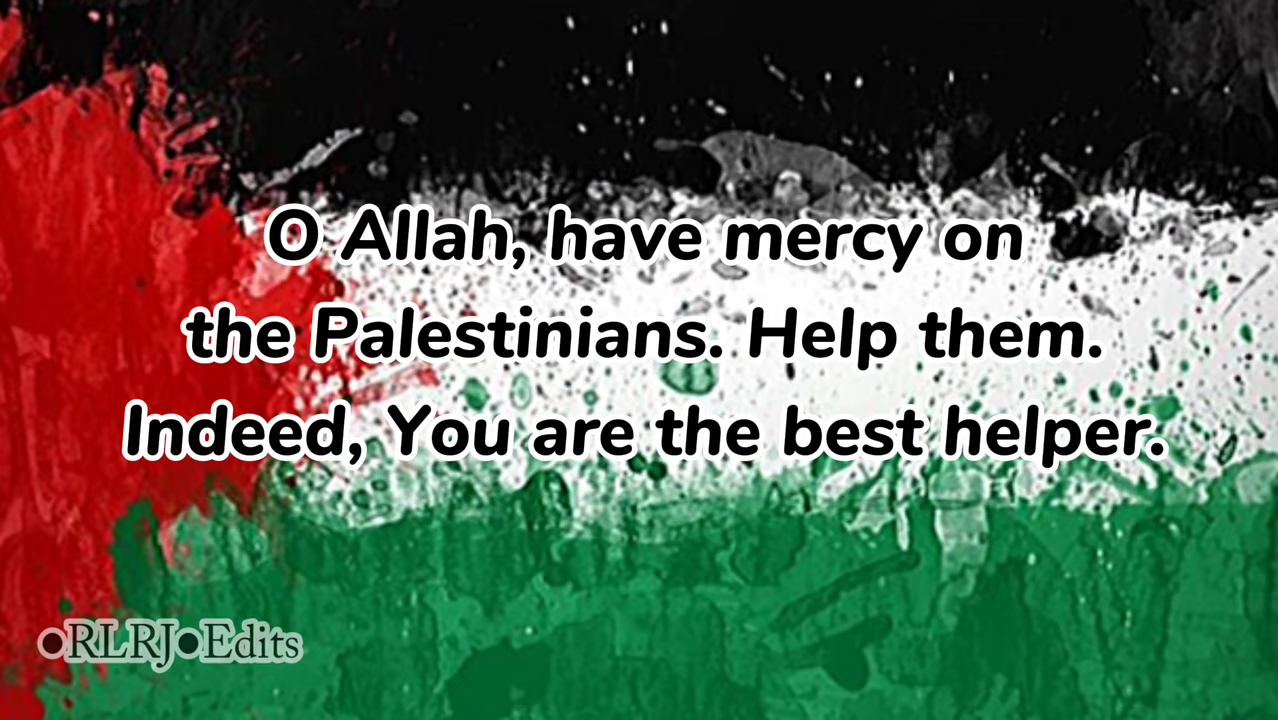 O Allah, have mercy on
the Palestinians. Help them.
Indeed, You are the best helper.
•RLRJ•Edits